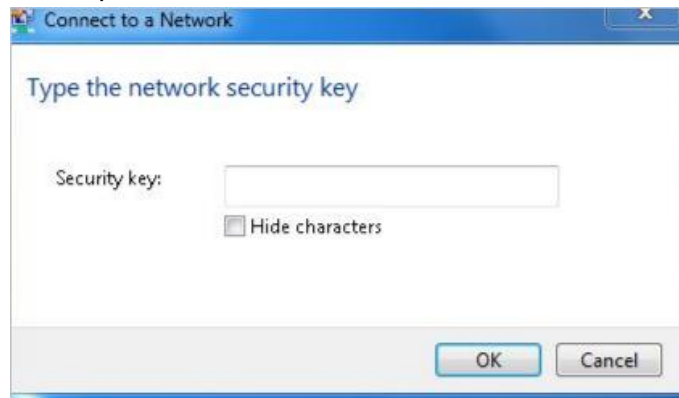 Connect to a Network
Type the network security key
Security key:
Hide characters
OK Cancel